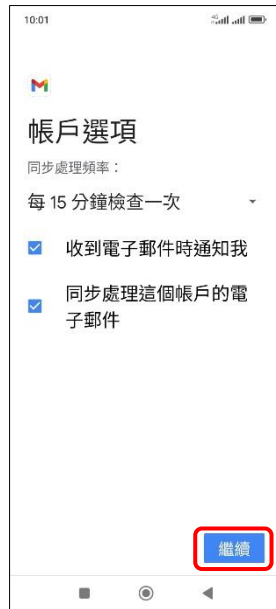 10:01
4G
帳戶選項
同步處理頻率：
每 15 分鐘檢查一次
收到電子郵件時通知我
同步處理這個帳戶的電
子郵件
繼續